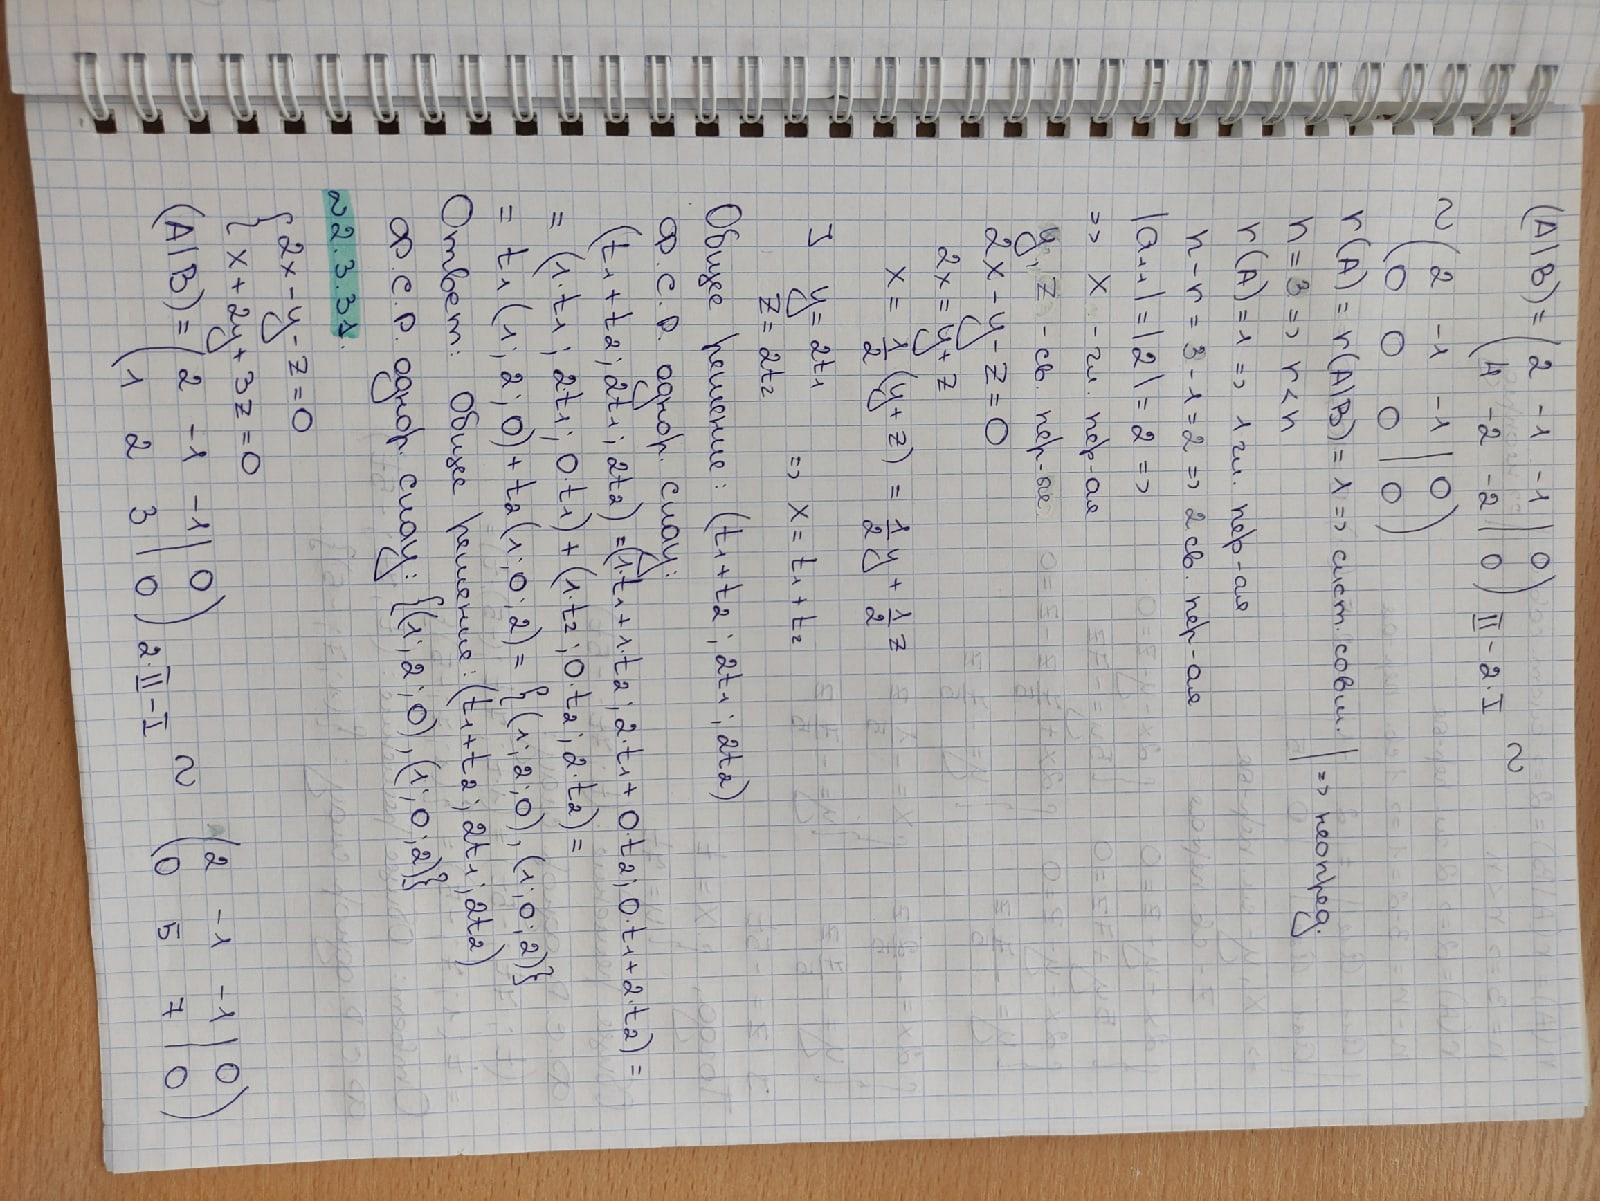 (A|B) = ( 2 -1 -1 | 0 ) ~
( 4 -2 -2 | 0 ) II - 2·I
~ ( 2 -1 -1 | 0 )
( 0 0 0 | 0 )
r(A) = r(A|B) = 1 => сист. совм. | => неопред.
n = 3 => r < n
r(A) = 1 => 1 гл. пер-ая
n - r = 3 - 1 = 2 => 2 св. пер-ая
|a₁₁| = |2| = 2 =>
=> x - гл. пер-ая
y, z - св. пер-ае
2x - y - z = 0
2x = y + z
x = 1/2 (y + z) = 1/2 y + 1/2 z
] y = 2t₁
z = 2t₂ => x = t₁ + t₂
Общее решение: (t₁ + t₂; 2t₁; 2t₂)
Ф.С.Р. однор. слау:
(t₁ + t₂; 2t₁; 2t₂) = (1·t₁ + 1·t₂; 2·t₁ + 0·t₂; 0·t₁ + 2·t₂) =
= (1·t₁; 2t₁; 0·t₁) + (1·t₂; 0·t₂; 2·t₂) =
= t₁ (1; 2; 0) + t₂ (1; 0; 2) = {(1; 2; 0), (1; 0; 2)}
Ответ: Общее решение: (t₁ + t₂; 2t₁; 2t₂)
Ф.С.Р. однор. слау: {(1; 2; 0), (1; 0; 2)}
~2.3.31.
{ 2x - y - z = 0
{ x + 2y + 3z = 0
(A|B) = ( 2 -1 -1 | 0 ) ~ ( 2 -1 -1 | 0 )
( 1 2 3 | 0 ) 2·II - I ( 0 5 7 | 0 )